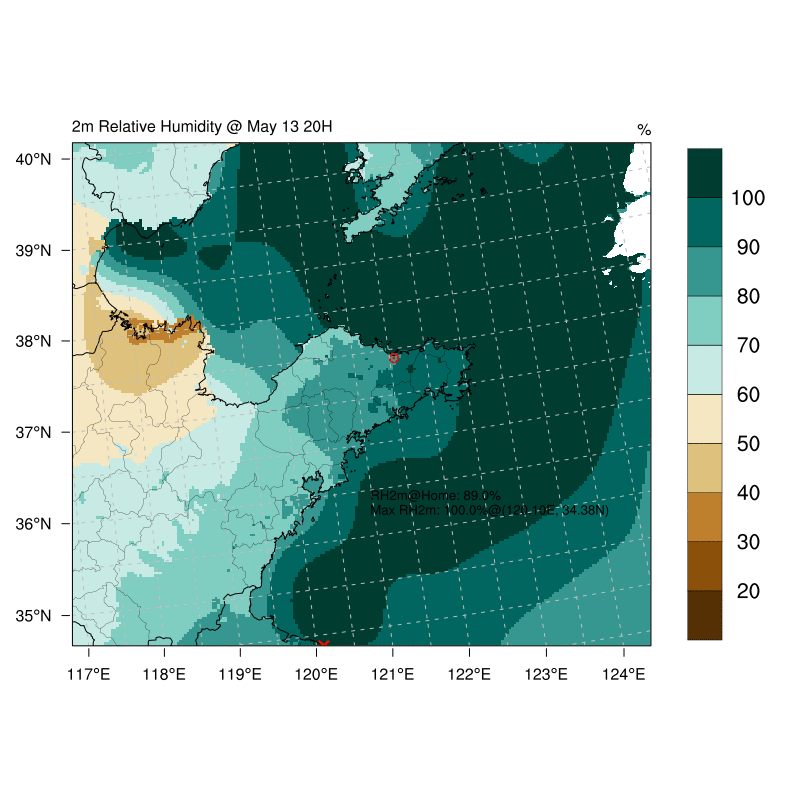 2m Relative Humidity @ May 13 20H
%
40°N
39°N
38°N
37°N
36°N
35°N
117°E
118°E
119°E
120°E
121°E
122°E
123°E
124°E
RH2m@Home: 89.0%
Max RH2m: 100.0%@(120.10E, 34.38N)
100
90
80
70
60
50
40
30
20